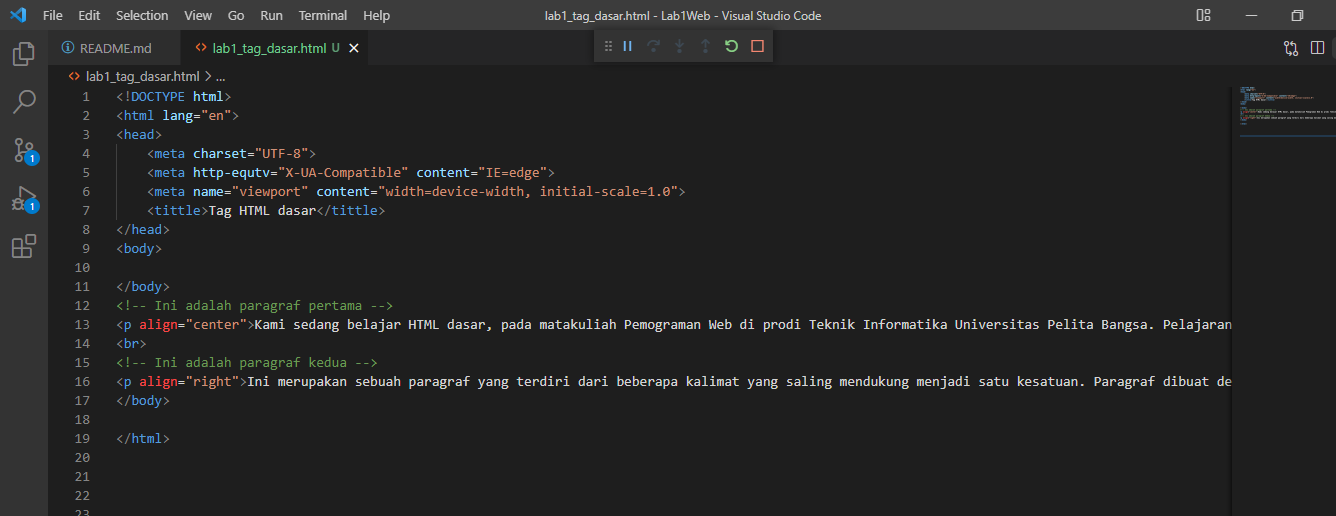 File Edit Selection View Go Run Terminal Help lab1_tag_dasar.html - Lab1Web - Visual Studio Code
README.md lab1_tag_dasar.html U
lab1_tag_dasar.html > ...
1 <!DOCTYPE html>
2 <html lang="en">
3 <head>
4 <meta charset="UTF-8">
5 <meta http-equtv="X-UA-Compatible" content="IE=edge">
6 <meta name="viewport" content="width=device-width, initial-scale=1.0">
7 <tittle>Tag HTML dasar</tittle>
8 </head>
9 <body>
10
11 </body>
12 <!-- Ini adalah paragraf pertama -->
13 <p align="center">Kami sedang belajar HTML dasar, pada matakuliah Pemograman Web di prodi Teknik Informatika Universitas Pelita Bangsa. Pelajaran
14 <br>
15 <!-- Ini adalah paragraf kedua -->
16 <p align="right">Ini merupakan sebuah paragraf yang terdiri dari beberapa kalimat yang saling mendukung menjadi satu kesatuan. Paragraf dibuat de
17 </body>
18
19 </html>
20
21
22
23
1
1